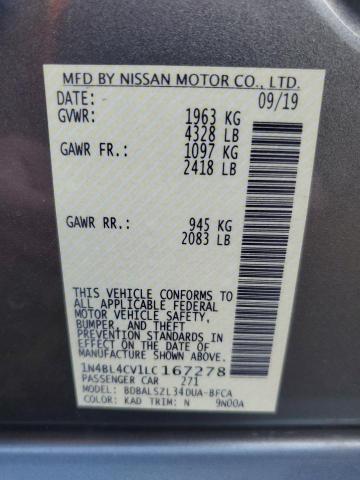 MFD BY NISSAN MOTOR CO., LTD.
DATE: 09/19
GVWR: 1963 KG
4328 LB
GAWR FR.: 1097 KG
2418 LB
GAWR RR.: 945 KG
2083 LB
THIS VEHICLE CONFORMS TO
ALL APPLICABLE FEDERAL
MOTOR VEHICLE SAFETY,
BUMPER, AND THEFT
PREVENTION STANDARDS IN
EFFECT ON THE DATE OF
MANUFACTURE SHOWN ABOVE.
1N4BL4CV1LC167278
PASSENGER CAR 271
MODEL: BDBALSZL34DUA-BFCA
COLOR: KAD TRIM: N 9N00A